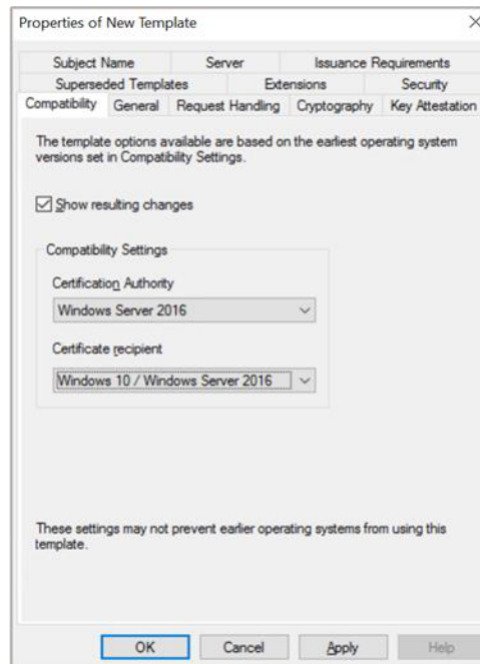 Properties of New Template
Subject Name Server Issuance Requirements
Superseded Templates Extensions Security
Compatibility General Request Handling Cryptography Key Attestation
The template options available are based on the earliest operating system
versions set in Compatibility Settings.
Show resulting changes
Compatibility Settings
Certification Authority
Windows Server 2016
Certificate recipient
Windows 10 / Windows Server 2016
These settings may not prevent earlier operating systems from using this
template.
OK Cancel Apply Help